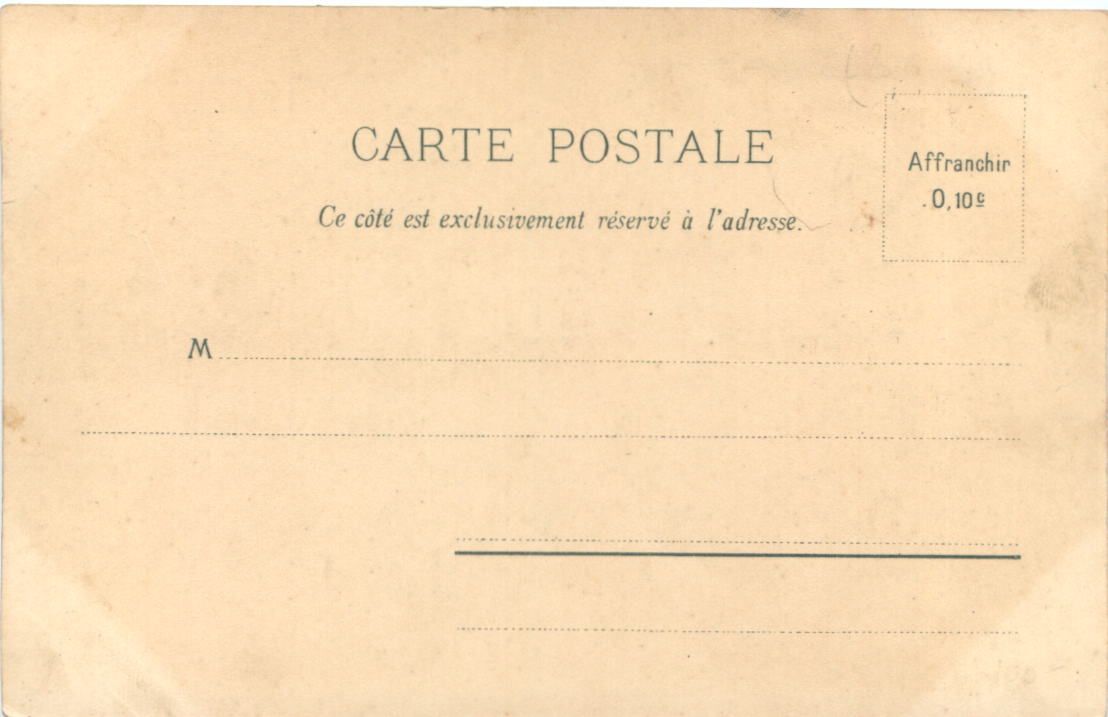 CARTE POSTALE
Ce côté est exclusivement réservé à l'adresse.
Affranchir
0,10c
M